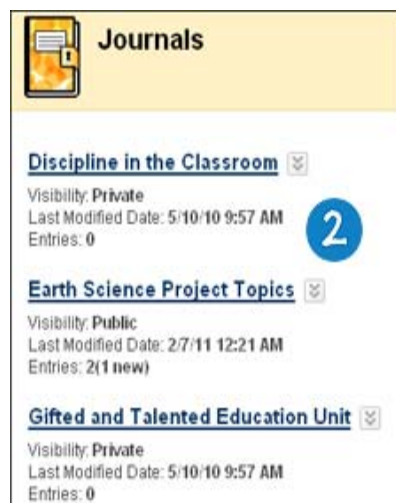 Journals
Discipline in the Classroom
Visibility: Private
Last Modified Date: 5/10/10 9:57 AM
2
Entries: 0
Earth Science Project Topics
Visibility: Public
Last Modified Date: 2/7/11 12:21 AM
Entries: 2(1 new)
Gifted and Talented Education Unit
Visibility: Private
Last Modified Date: 5/10/10 9:57 AM
Entries: 0